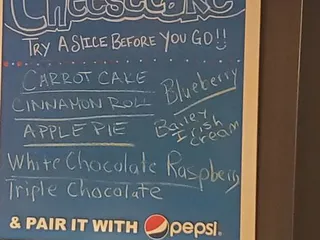 Cheesecake
TRY A SLICE BEFORE YOU GO!!
CARROT CAKE
CINNAMON ROLL
APPLE PIE
Blueberry
Bailey
Irish
Cream
White Chocolate Raspberry
Triple Chocolate
& PAIR IT WITH pepsi.